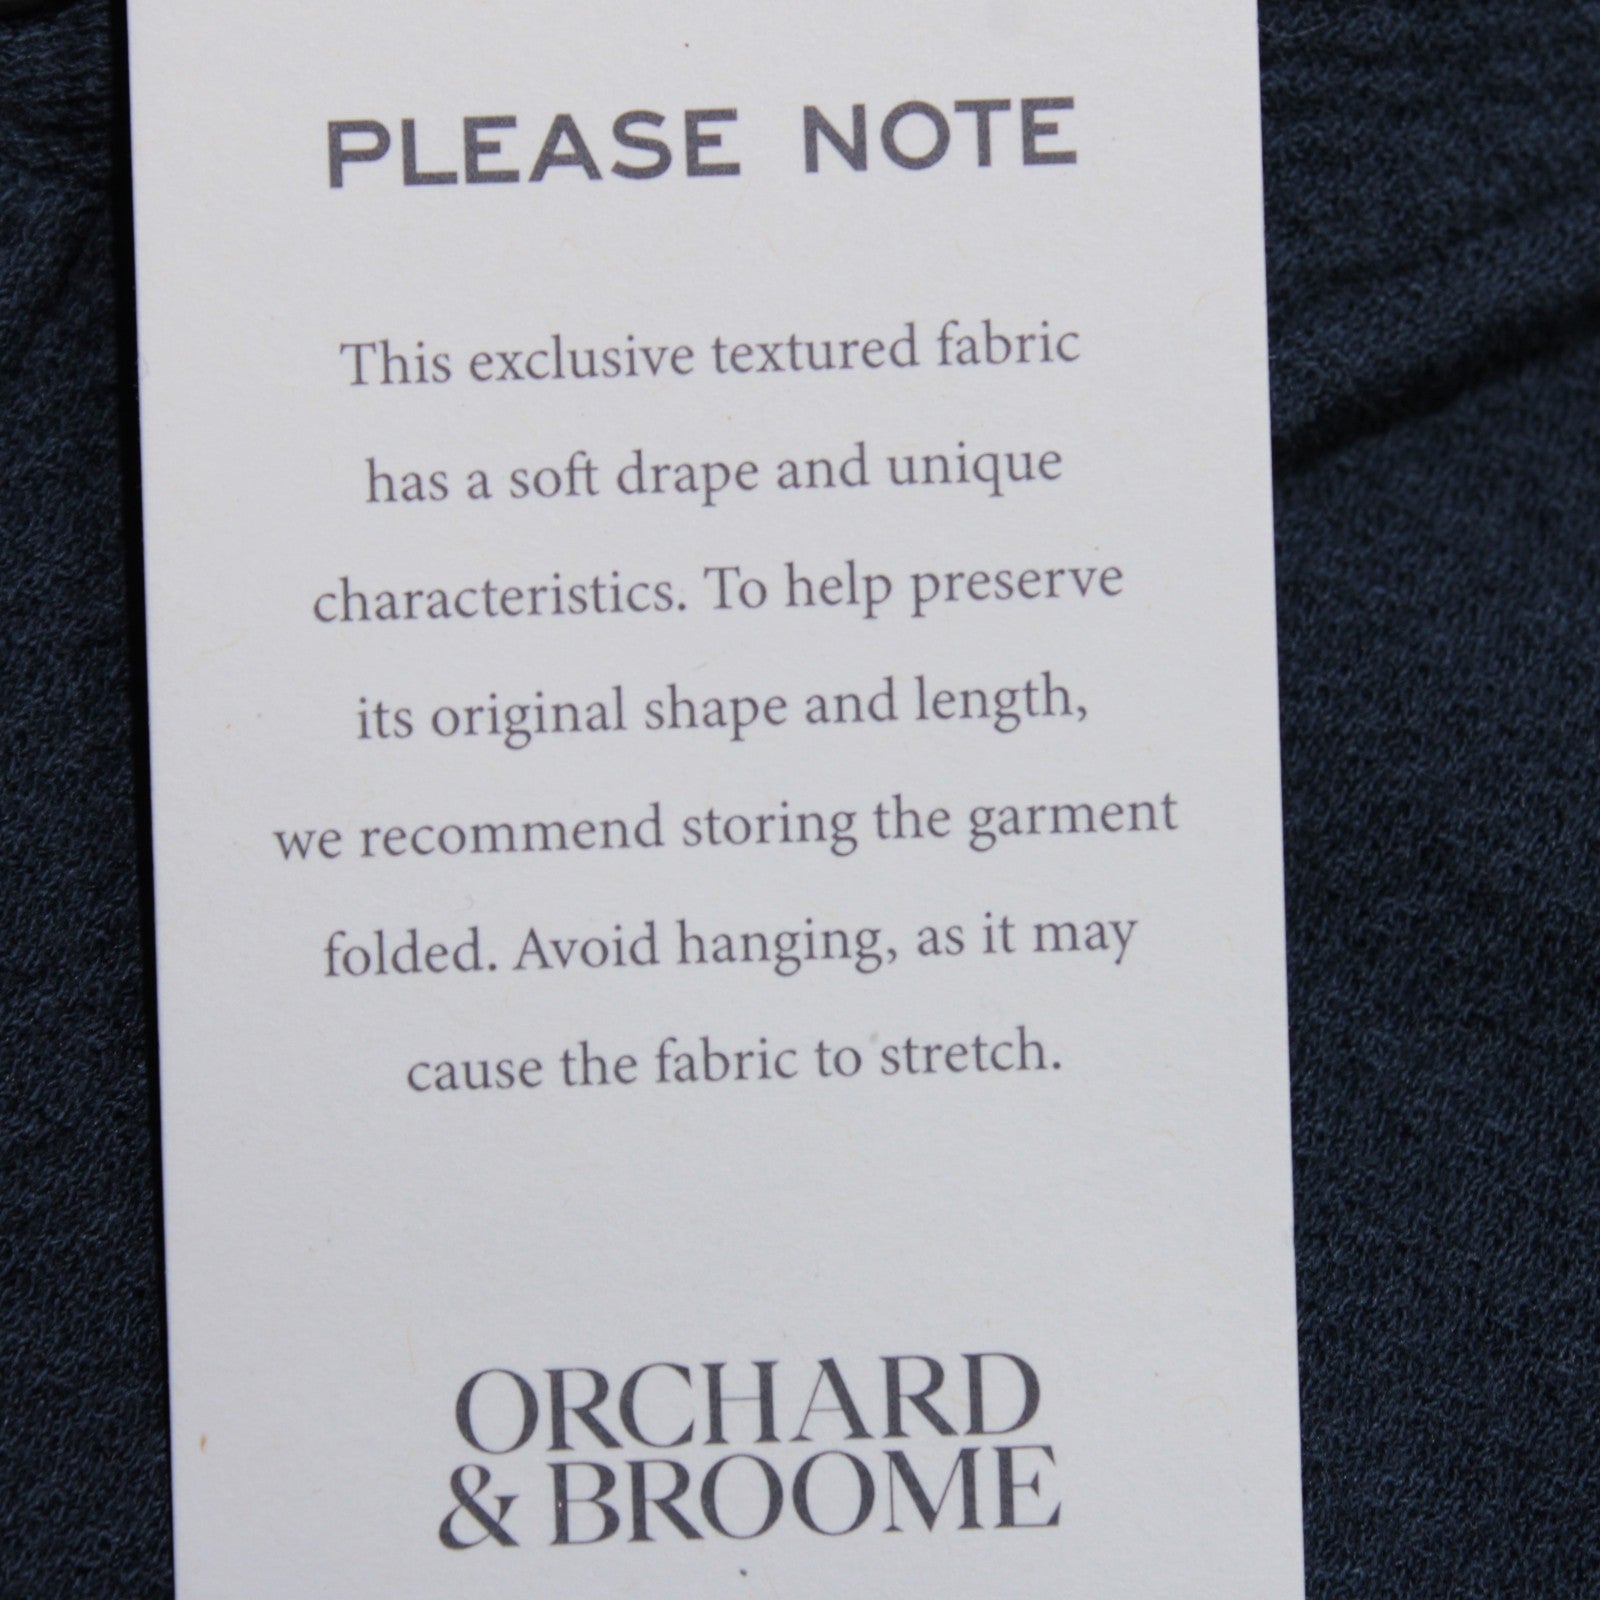 PLEASE NOTE
This exclusive textured fabric
has a soft drape and unique
characteristics. To help preserve
its original shape and length,
we recommend storing the garment
folded. Avoid hanging, as it may
cause the fabric to stretch.
ORCHARD
& BROOME